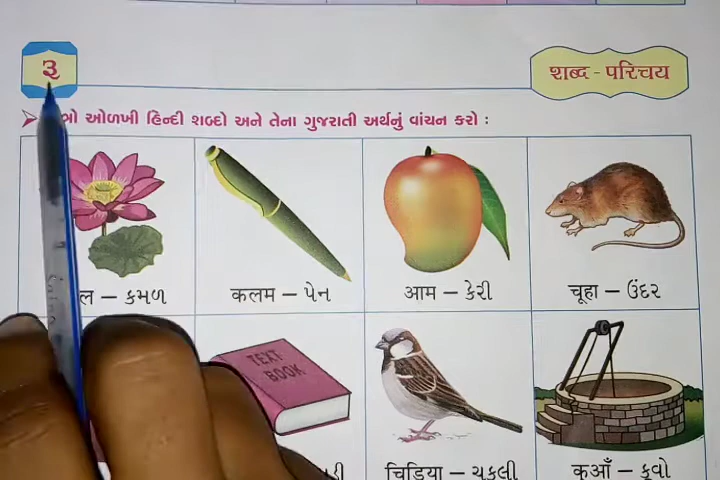 ૩
શબ્દ - પરિચય
ઓળખી હિન્દી શબ્દો અને તેના ગુજરાતી અર્થનું વાંચન કરો :
કમળ
कलम – પેન
आम – કેરી
चूहा – ઉંદર
TEXT
BOOK
चिड़िया – ચકલી
कुआँ – કૂવો